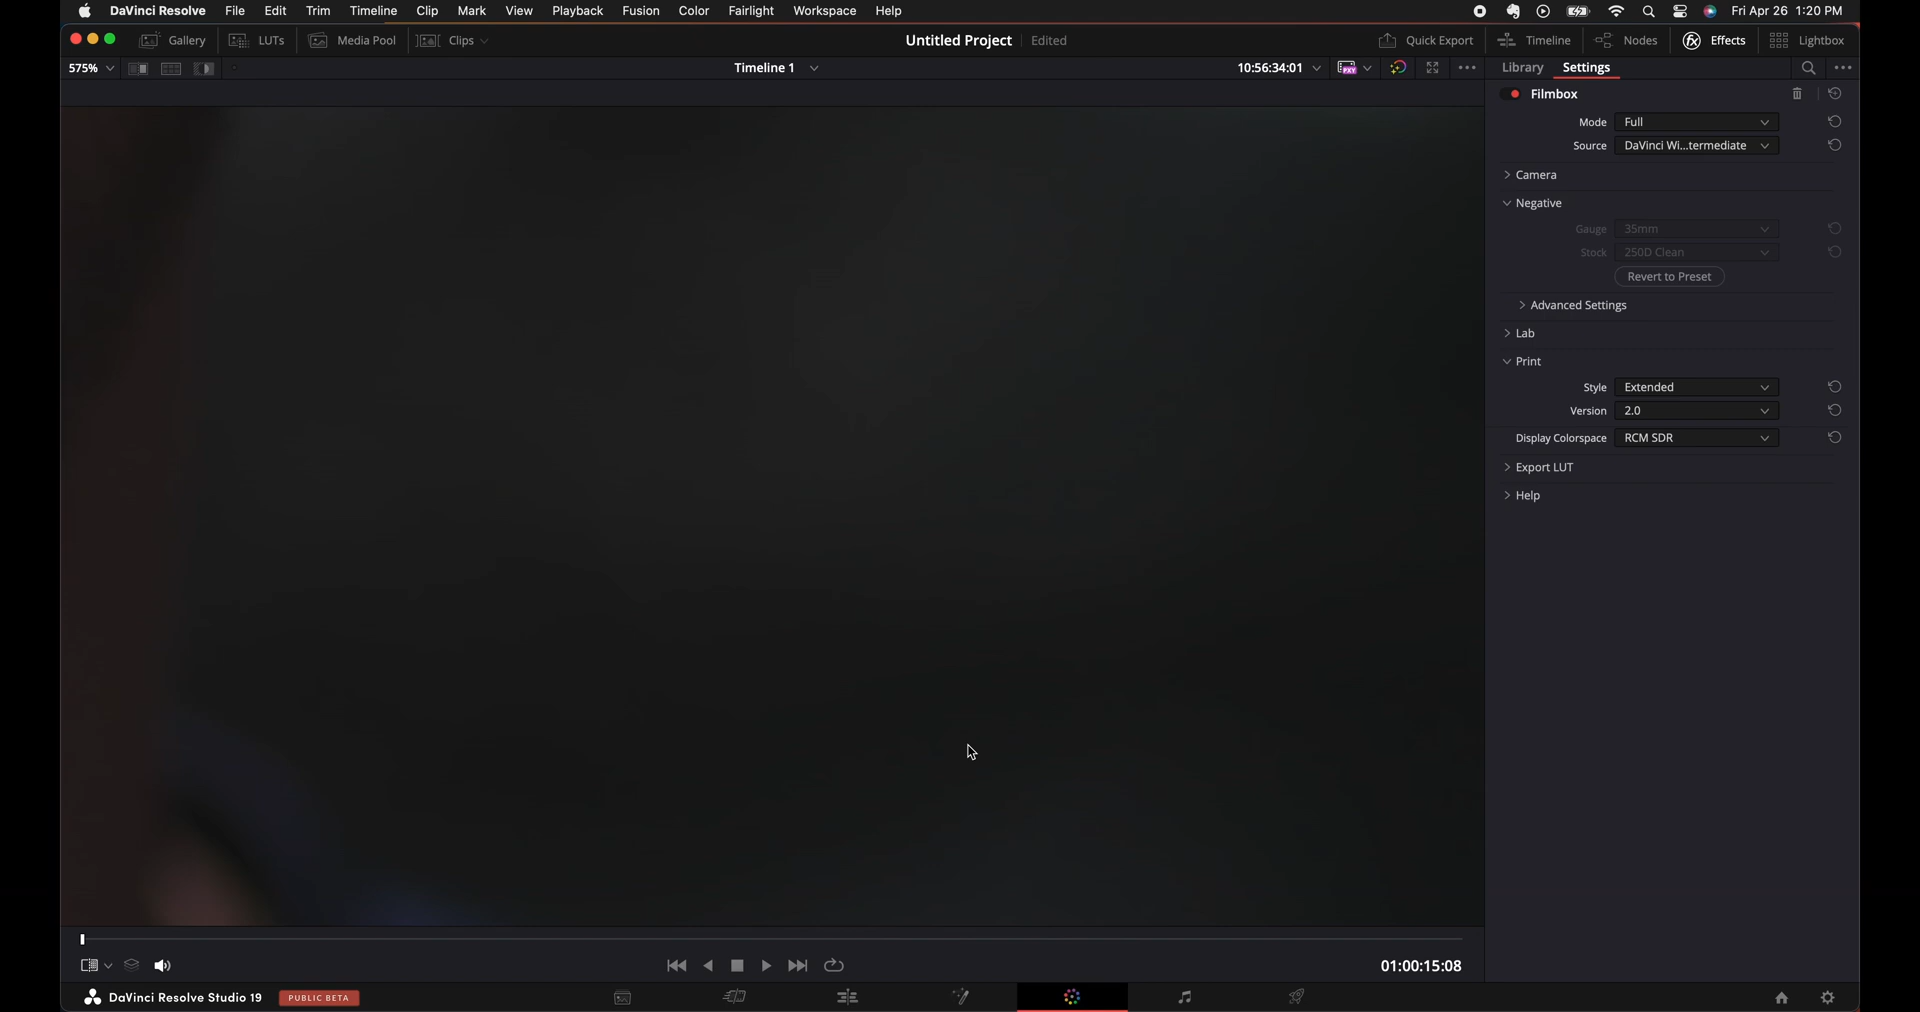 DaVinci Resolve File Edit Trim Timeline Clip Mark View Playback Fusion Color Fairlight Workspace Help Fri Apr 26 1:20 PM
Gallery LUTs Media Pool Clips Untitled Project Edited Quick Export Timeline Nodes Effects Lightbox
575% Timeline 1 10:56:34:01 PXY Library Settings
Filmbox
Mode Full
Source DaVinci Wi...termediate
Camera
Negative
Gauge 35mm
Stock 250D Clean
Revert to Preset
Advanced Settings
Lab
Print
Style Extended
Version 2.0
Display Colorspace RCM SDR
Export LUT
Help
01:00:15:08
DaVinci Resolve Studio 19 PUBLIC BETA